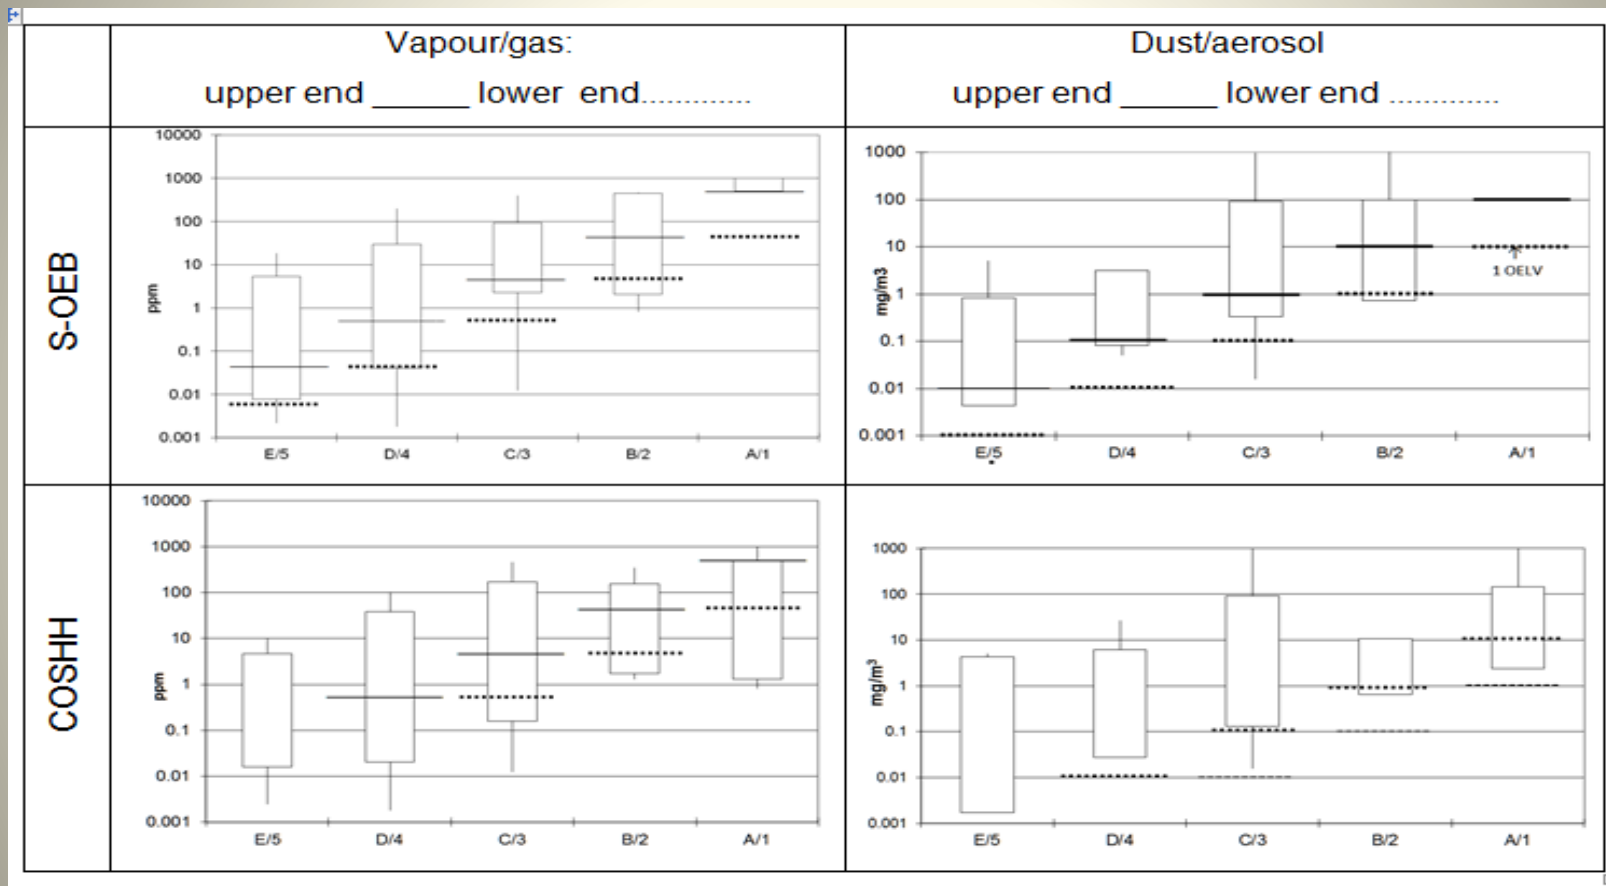 Vapour/gas:
upper end _____ lower  end.............
Dust/aerosol
upper end _____ lower end .............
S-OEB
10000
1000
100
10
1
0.1
0.01
0.001
ppm
E/5
D/4
C/3
B/2
A/1
1000
100
10
1
0.1
0.01
0.001
mg/m3
1 OELV
E/5
D/4
C/3
B/2
A/1
COSHH
10000
1000
100
10
1
0.1
0.01
0.001
ppm
E/5
D/4
C/3
B/2
A/1
1000
100
10
1
0.1
0.01
0.001
mg/m³
E/5
D/4
C/3
B/2
A/1